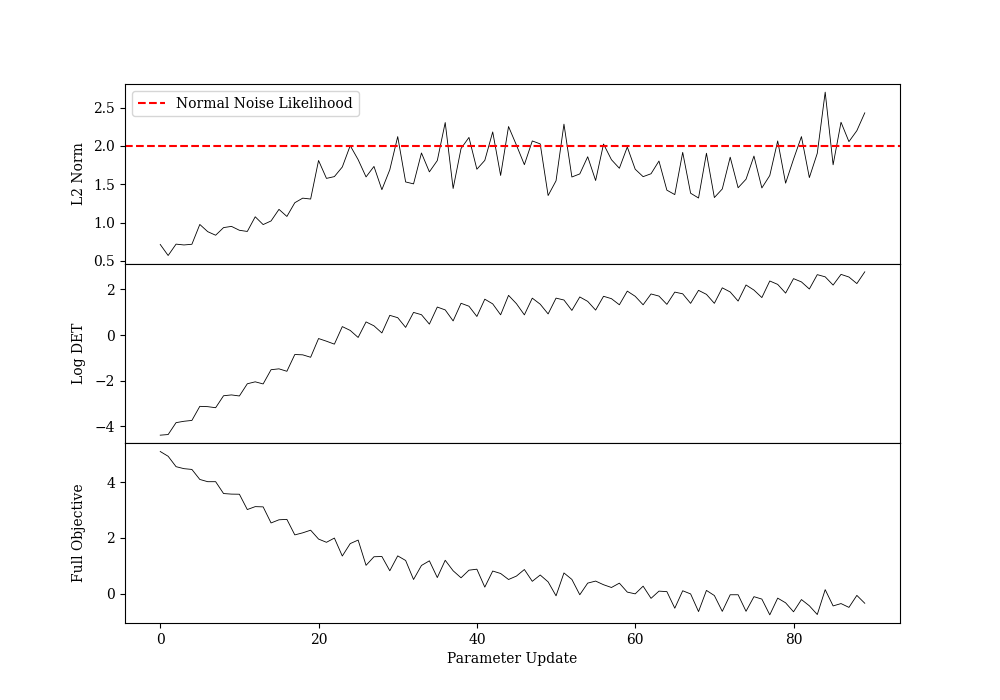 Normal Noise Likelihood
L2 Norm
2.5
2.0
1.5
1.0
0.5
Log DET
2
0
−2
−4
Full Objective
4
2
0
0 20 40 60 80
Parameter Update